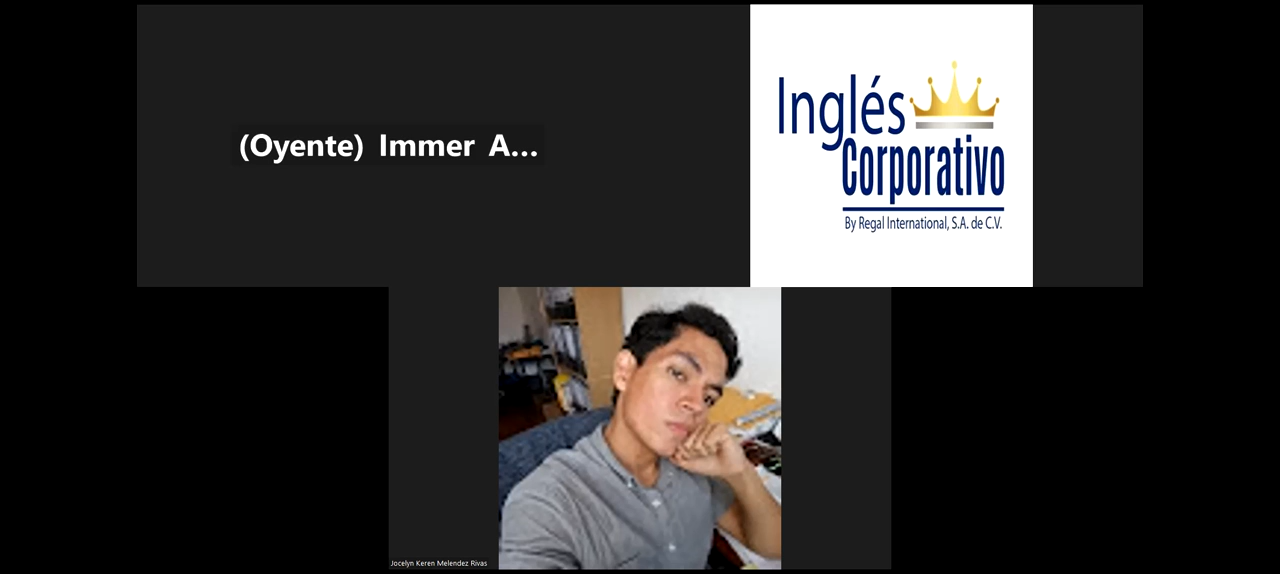 (Oyente) Immer A...
Inglés
Corporativo
By Regal International, S.A. de C.V.
Jocelyn Keren Melendez Rivas